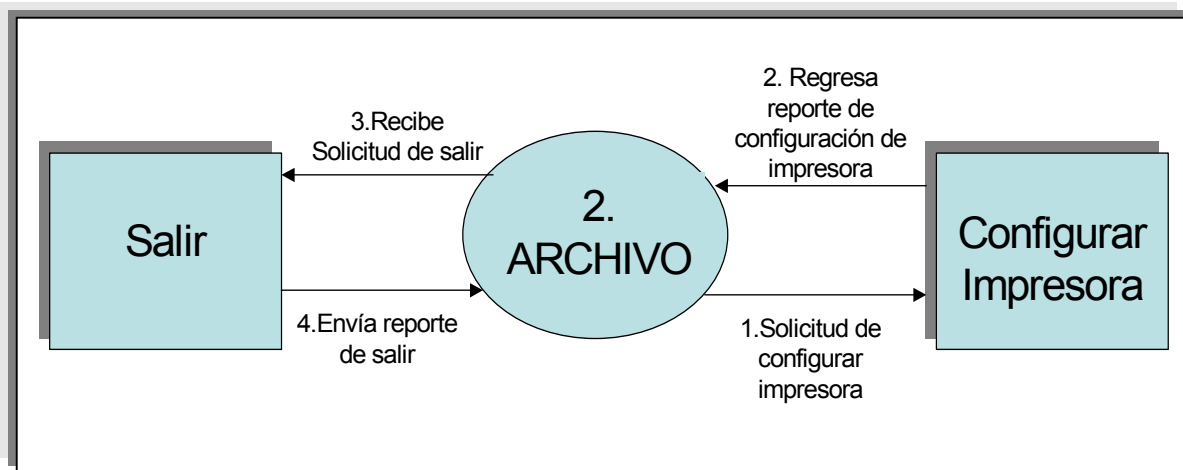 3.Recibe
Solicitud de salir
2. Regresa
reporte de
configuración de
impresora
Salir
2.
ARCHIVO
Configurar
Impresora
4.Envía reporte
de salir
1.Solicitud de
configurar
impresora